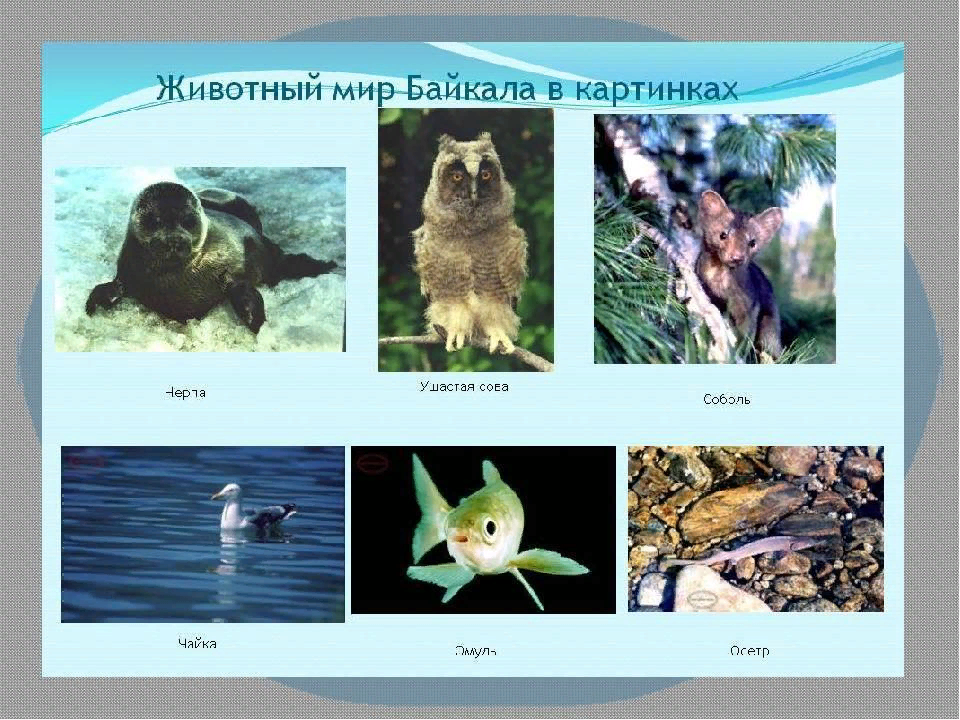 Животный мир Байкала в картинках
Нерпа
Ушастая сова
Соболь
Чайка
Омуль
Осетр